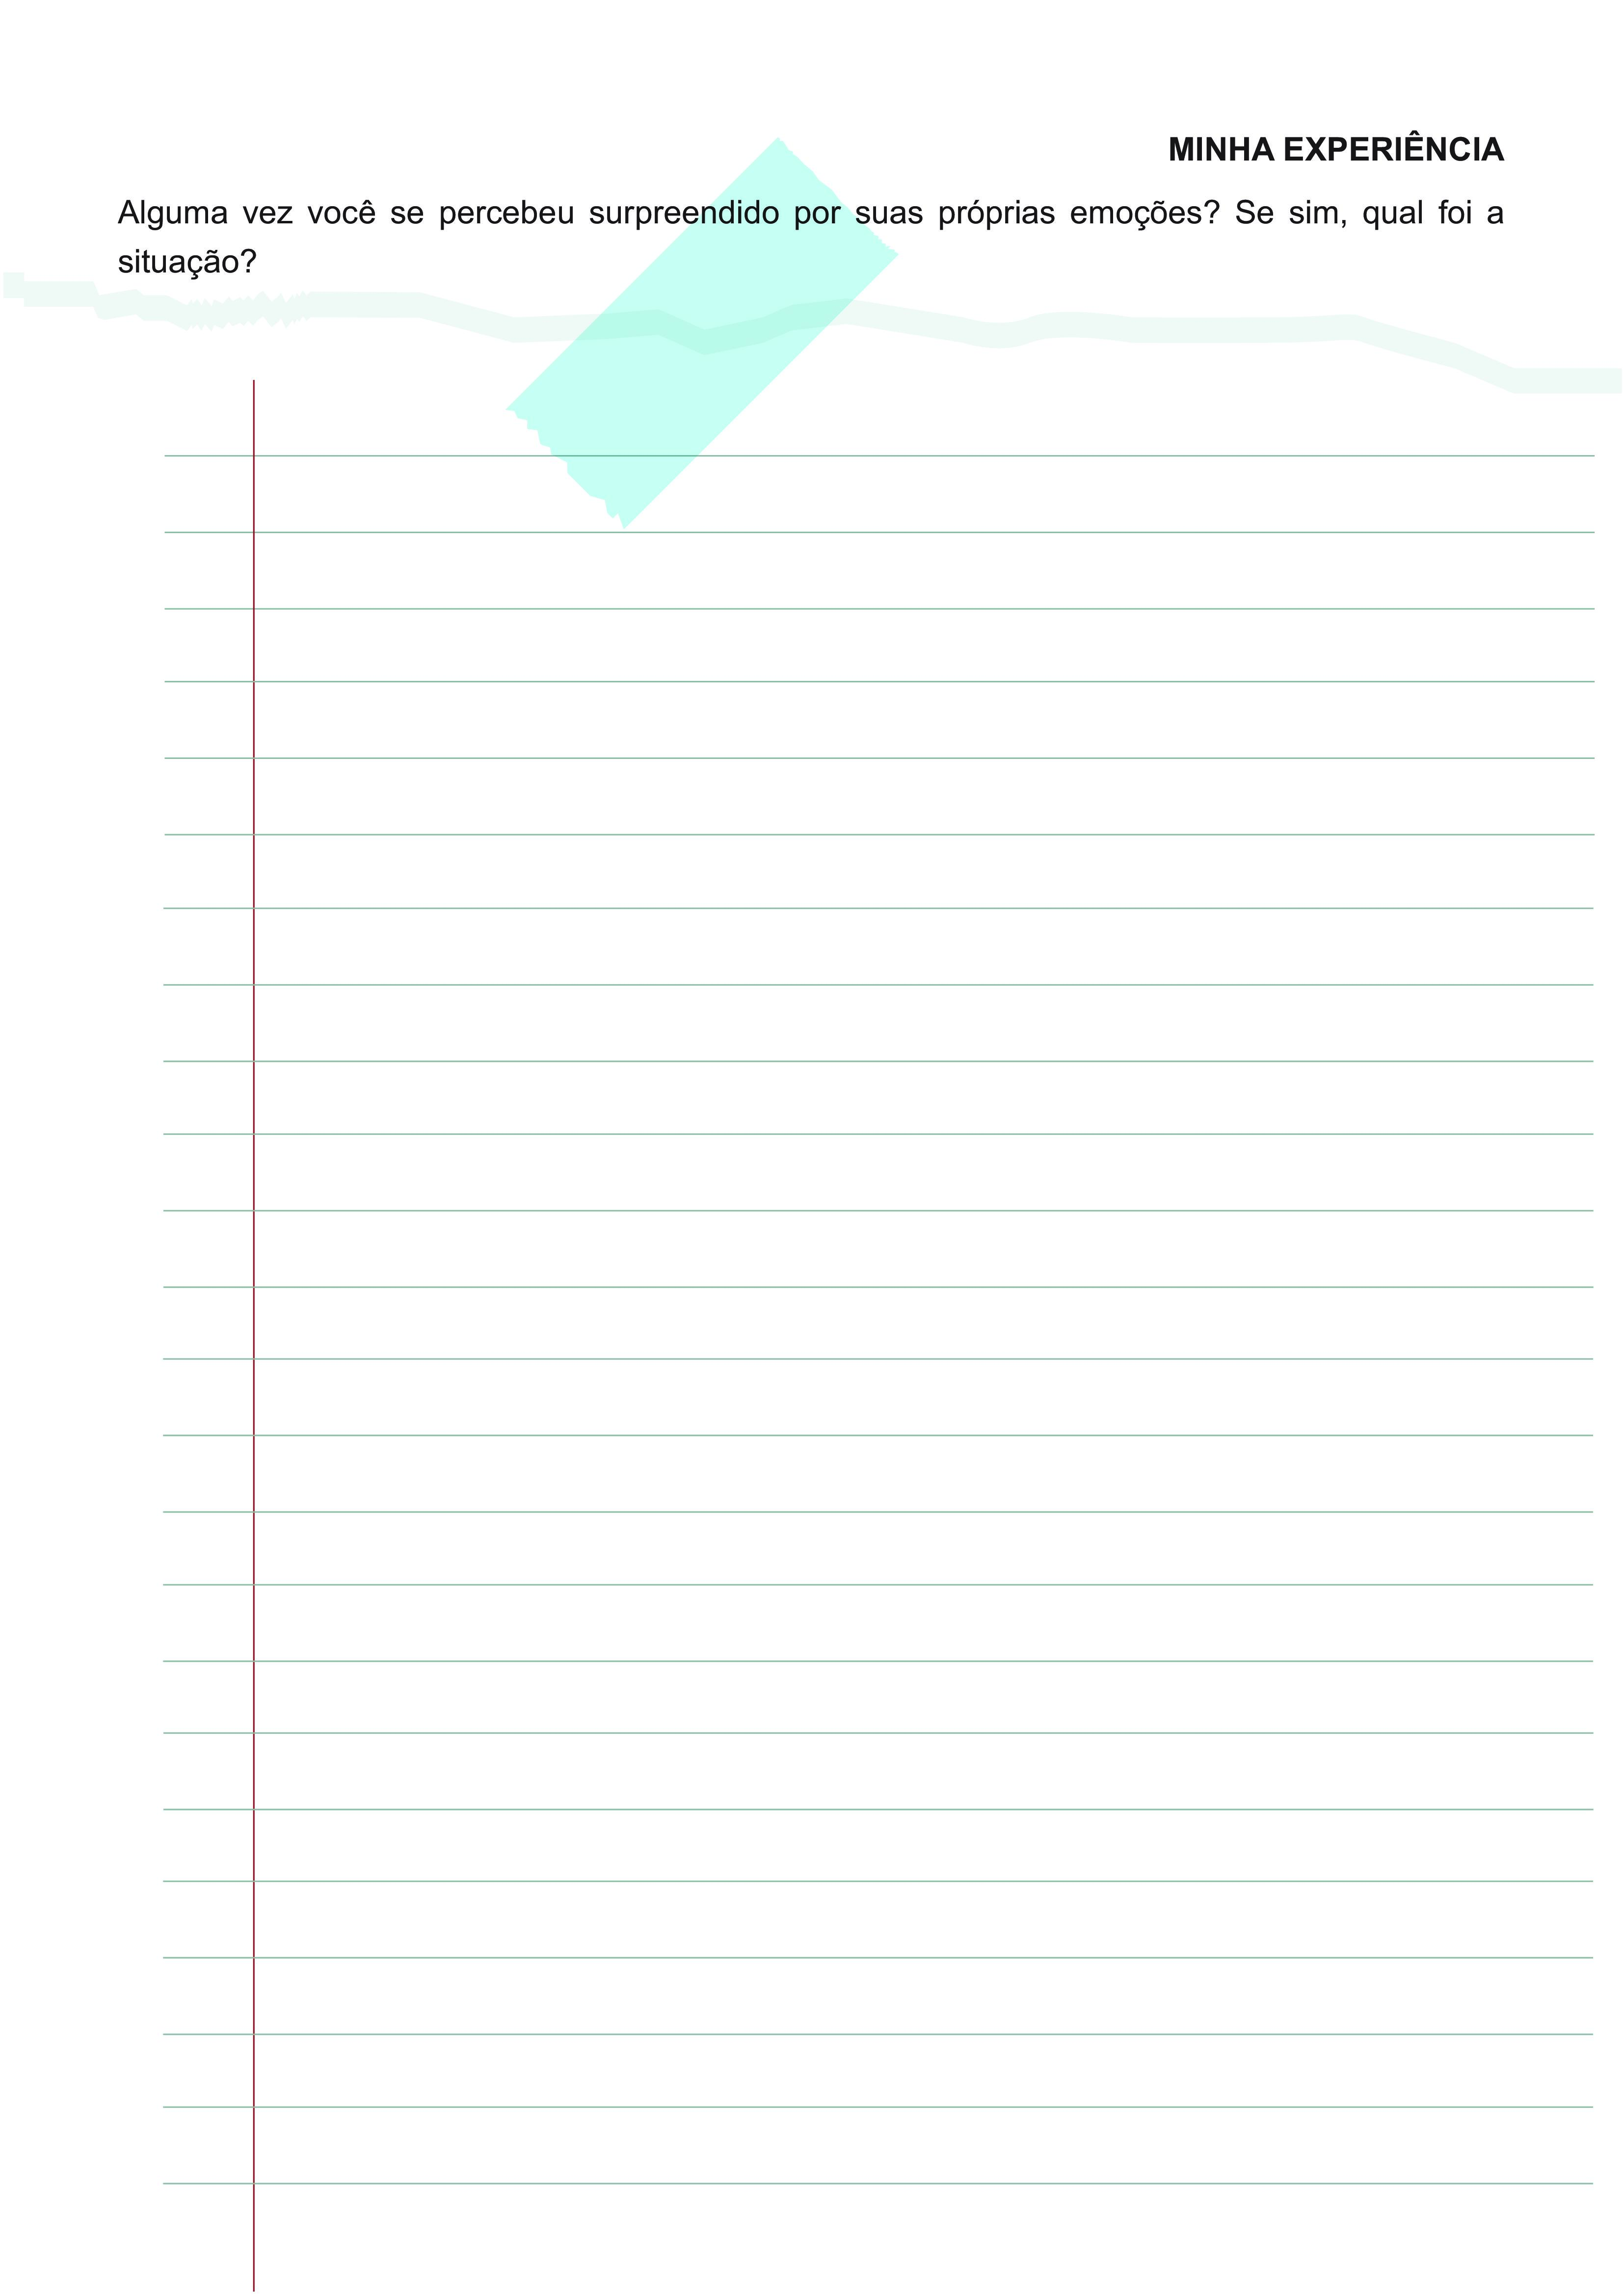 MINHA EXPERIÊNCIA
Alguma vez você se percebeu surpreendido por suas próprias emoções? Se sim, qual foi a
situação?